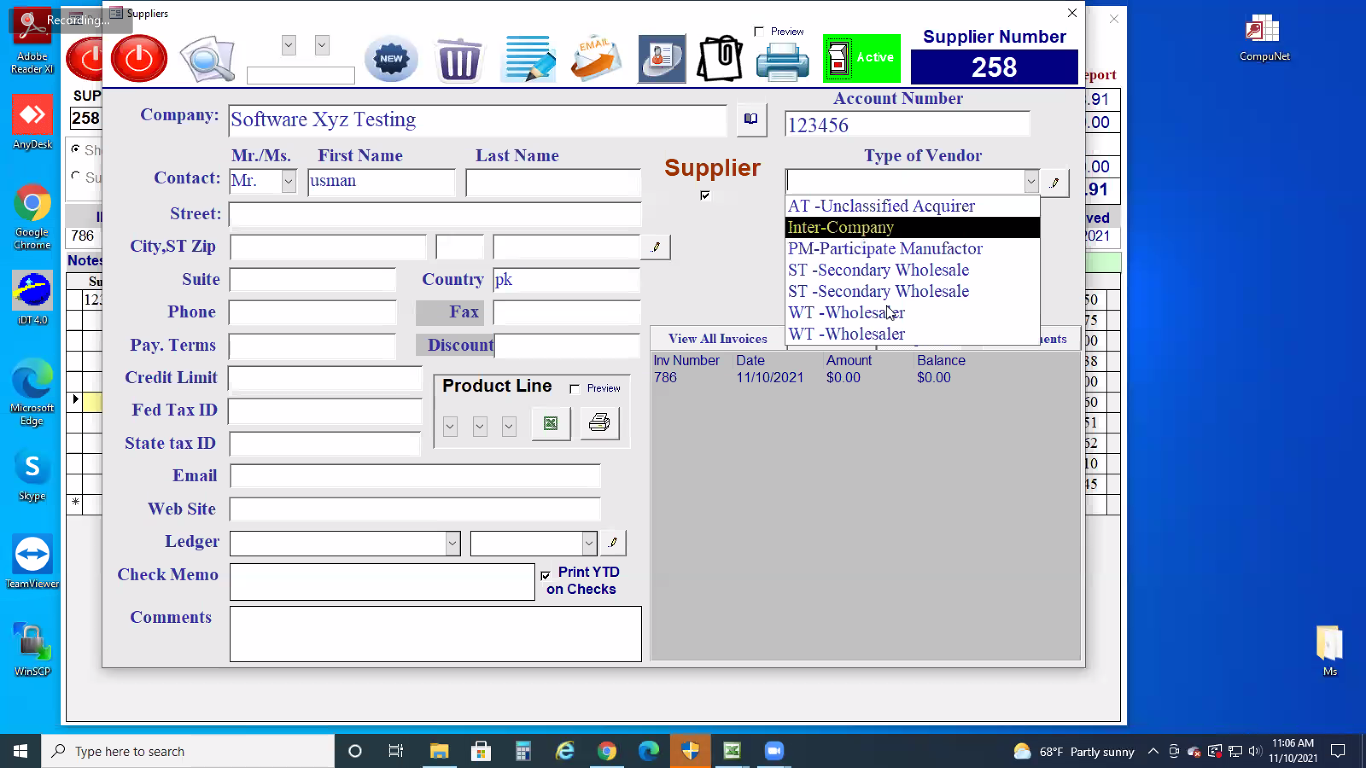 Recording...
Suppliers
Adobe
Reader XI
AnyDesk
Google
Chrome
iDT 4.0
Microsoft
Edge
Skype
TeamViewer
WinSCP
CompuNet
Ms
SUP
258
Sh
Su
786
Notes
Su
12
NEW
EMAIL
Preview
Active
Supplier Number
258
port
.91
0.00
.00
.91
ved
2021
50
75
38
00
51
62
10
45
Company:
Software Xyz Testing
Account Number
123456
Mr./Ms.
First Name
Last Name
Contact:
Mr.
usman
Supplier
Type of Vendor
AT -Unclassified Acquirer
Inter-Company
PM-Participate Manufactor
ST -Secondary Wholesale
ST -Secondary Wholesale
WT -Wholesaler
WT -Wholesaler
Street:
City,ST Zip
Suite
Country
pk
Phone
Fax
Pay. Terms
Discount
Credit Limit
Product Line
Preview
Fed Tax ID
State tax ID
Email
Web Site
Ledger
Check Memo
Print YTD
on Checks
Comments
View All Invoices
ments
Inv Number Date Amount Balance
786 11/10/2021 $0.00 $0.00
Type here to search
68°F Partly sunny
11:06 AM
11/10/2021